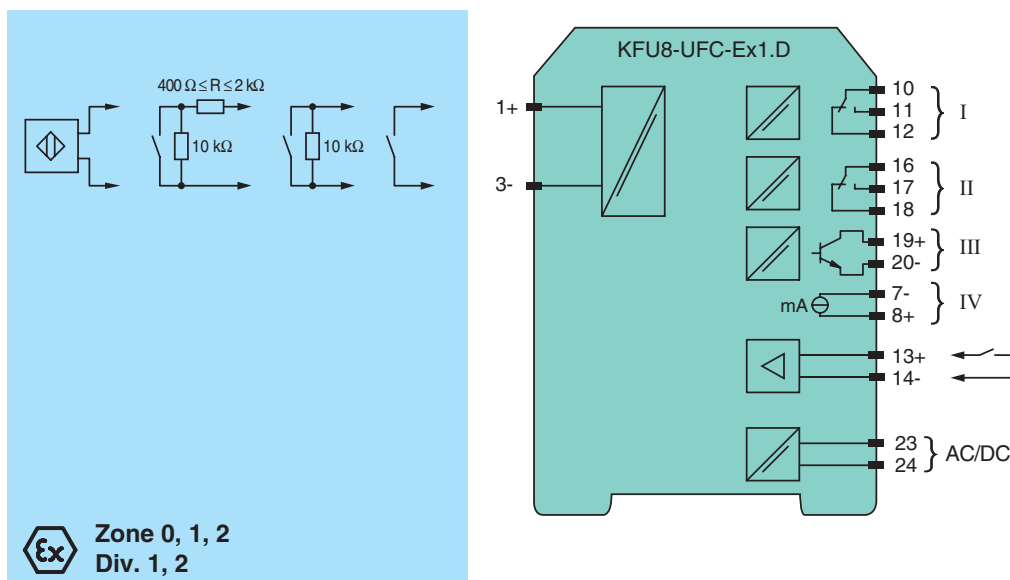 400 Ω ≤ R ≤ 2 kΩ
10 kΩ
10 kΩ
Ex
Zone 0, 1, 2
Div. 1, 2
KFU8-UFC-Ex1.D
1+
3-
10
11
12
I
16
17
18
II
19+
20-
III
mA
7-
8+
IV
13+
14-
23
24
AC/DC